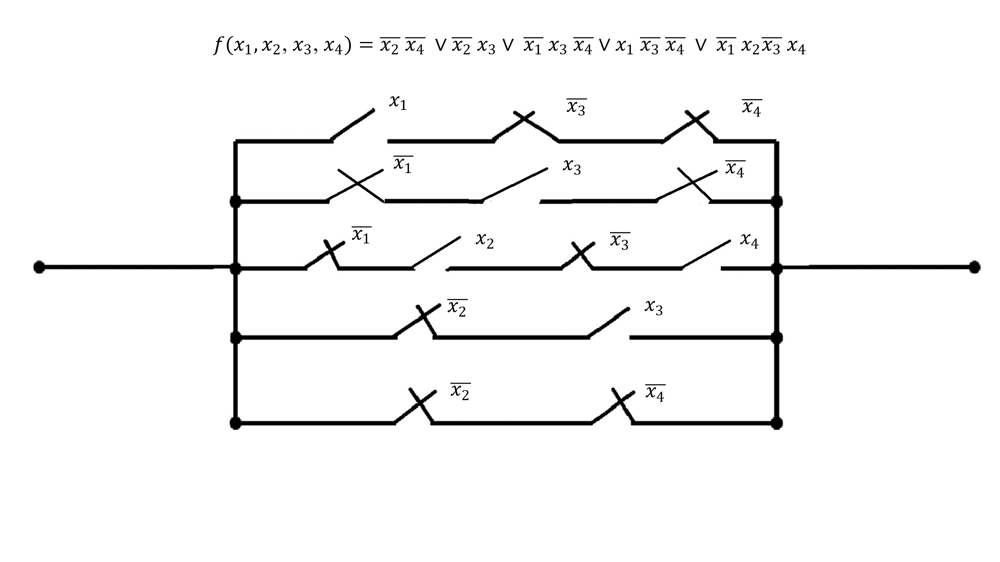 f(x₁, x₂, x₃, x₄) = x̅₂ x̅₄ ∨ x̅₂ x₃ ∨ x̅₁ x₃ x̅₄ ∨ x₁ x̅₃ x̅₄ ∨ x̅₁ x₂ x̅₃ x₄
x₁ x̅₃ x̅₄
x̅₁ x₃ x̅₄
x̅₁ x₂ x̅₃ x₄
x̅₂ x₃
x̅₂ x̅₄